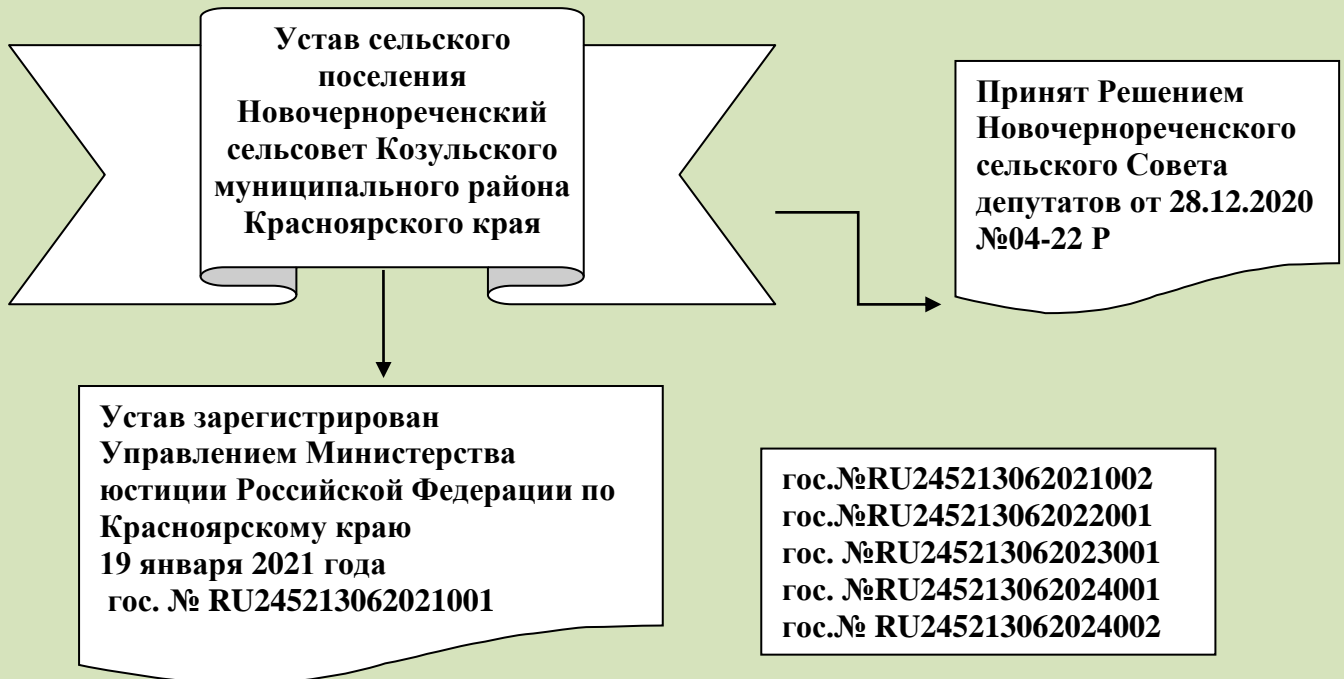 Устав сельского
поселения
Новочернореченский
сельсовет Козульского
муниципального района
Красноярского края
Принят Решением
Новочернореченского
сельского Совета
депутатов от 28.12.2020
№04-22 Р
Устав зарегистрирован
Управлением Министерства
юстиции Российской Федерации по
Красноярскому краю
19 января 2021 года
гос. № RU245213062021001
гос.№RU245213062021002
гос.№RU245213062022001
гос. №RU245213062023001
гос. №RU245213062024001
гос.№ RU245213062024002